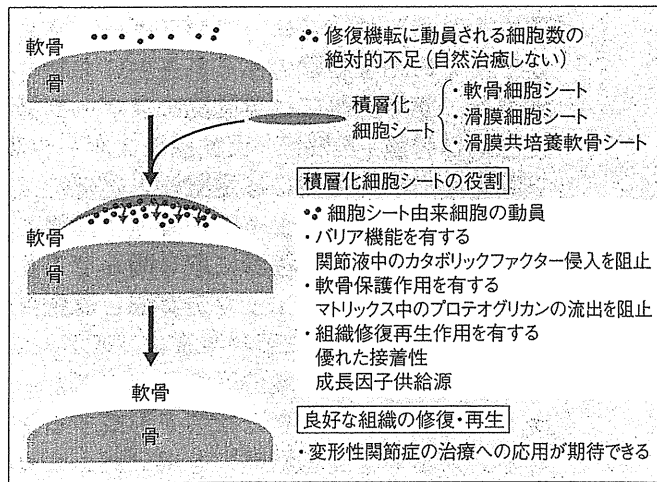 軟骨
骨
修復機転に動員される細胞数の
絶対的不足(自然治癒しない)
積層化
細胞シート
・軟骨細胞シート
・滑膜細胞シート
・滑膜共培養軟骨シート
積層化細胞シートの役割
軟骨
骨
細胞シート由来細胞の動員
・バリア機能を有する
関節液中のカタボリックファクター侵入を阻止
・軟骨保護作用を有する
マトリックス中のプロテオグリカンの流出を阻止
・組織修復再生作用を有する
優れた接着性
成長因子供給源
軟骨
骨
良好な組織の修復・再生
・変形性関節症の治療への応用が期待できる